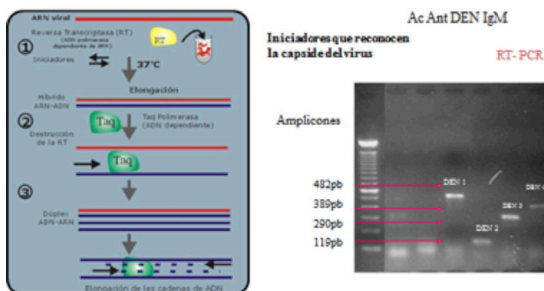 ARN viral
①
Reversa Transcriptasa (RT)
(ADN polimerasa
dependiente de ARN)
RT
Iniciadores
37°C
Elongación
Híbrido
ARN-ADN
②
Taq
Taq Polimerasa
(ADN dependiente)
Destrucción
de la RT
Taq
③
Dúplex
ADN-ARN
Elongación de las cadenas de ADN
Ac Ant DEN IgM
Iniciadores que reconocen
la capside del virus
RT- PCR
Amplicones
482pb
389pb
290pb
119pb
DEN 1
DEN 2
DEN 3
DEN 4